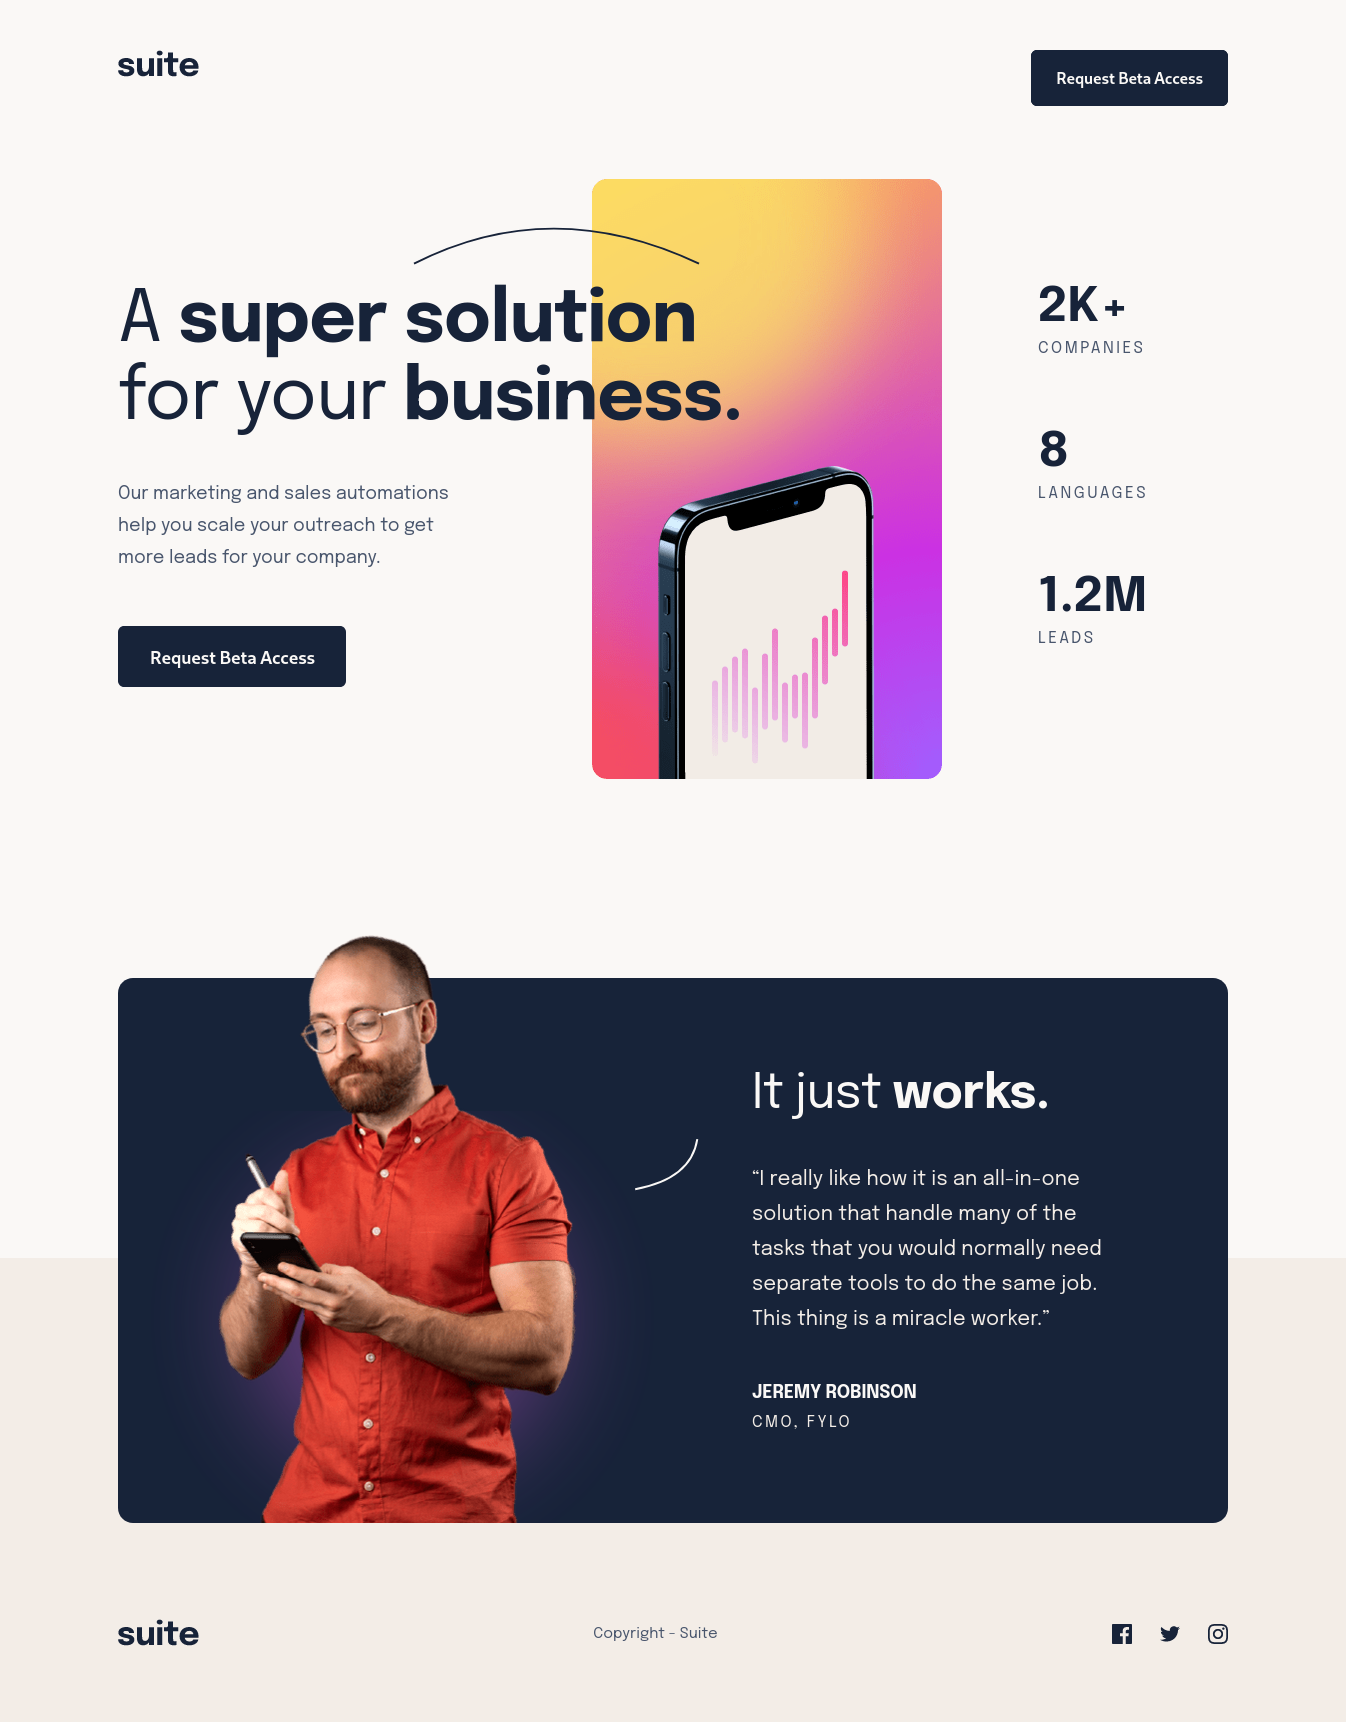 suite
Request Beta Access
A super solution
for your business.
Our marketing and sales automations
help you scale your outreach to get
more leads for your company.
Request Beta Access
2K+
COMPANIES
8
LANGUAGES
1.2M
LEADS
It just works.
“I really like how it is an all-in-one
solution that handle many of the
tasks that you would normally need
separate tools to do the same job.
This thing is a miracle worker.”
JEREMY ROBINSON
CMO, FYLO
suite
Copyright - Suite